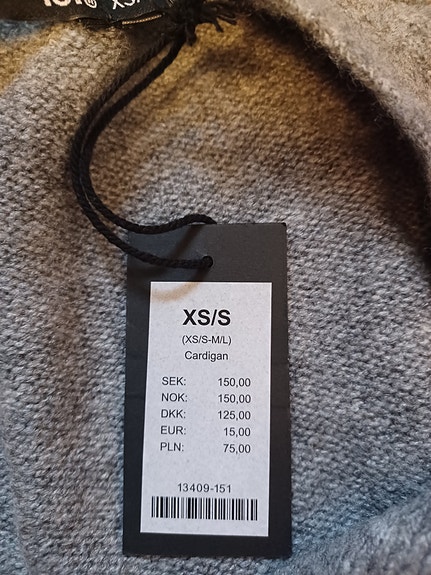 XS/S
(XS/S-M/L)
Cardigan
SEK: 150,00
NOK: 150,00
DKK: 125,00
EUR: 15,00
PLN: 75,00
13409-151